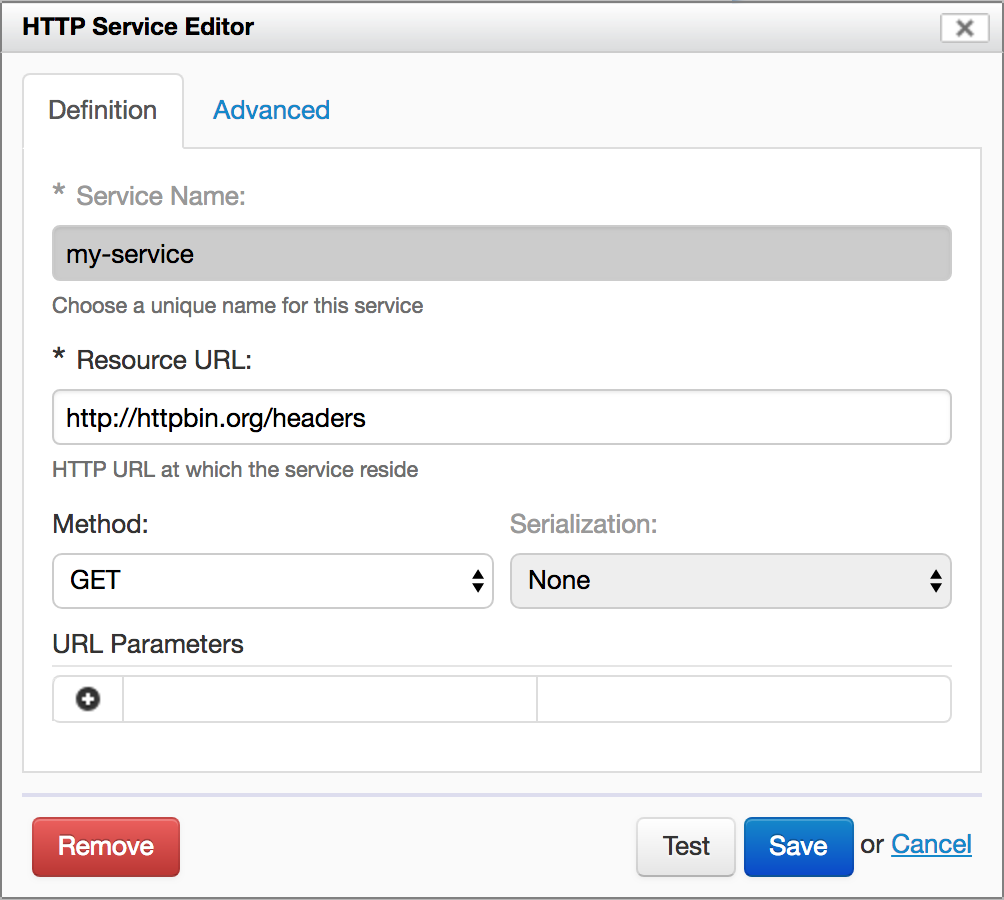 HTTP Service Editor
Definition Advanced
* Service Name:
my-service
Choose a unique name for this service
* Resource URL:
http://httpbin.org/headers
HTTP URL at which the service reside
Method: Serialization:
GET None
URL Parameters
Remove Test Save or Cancel